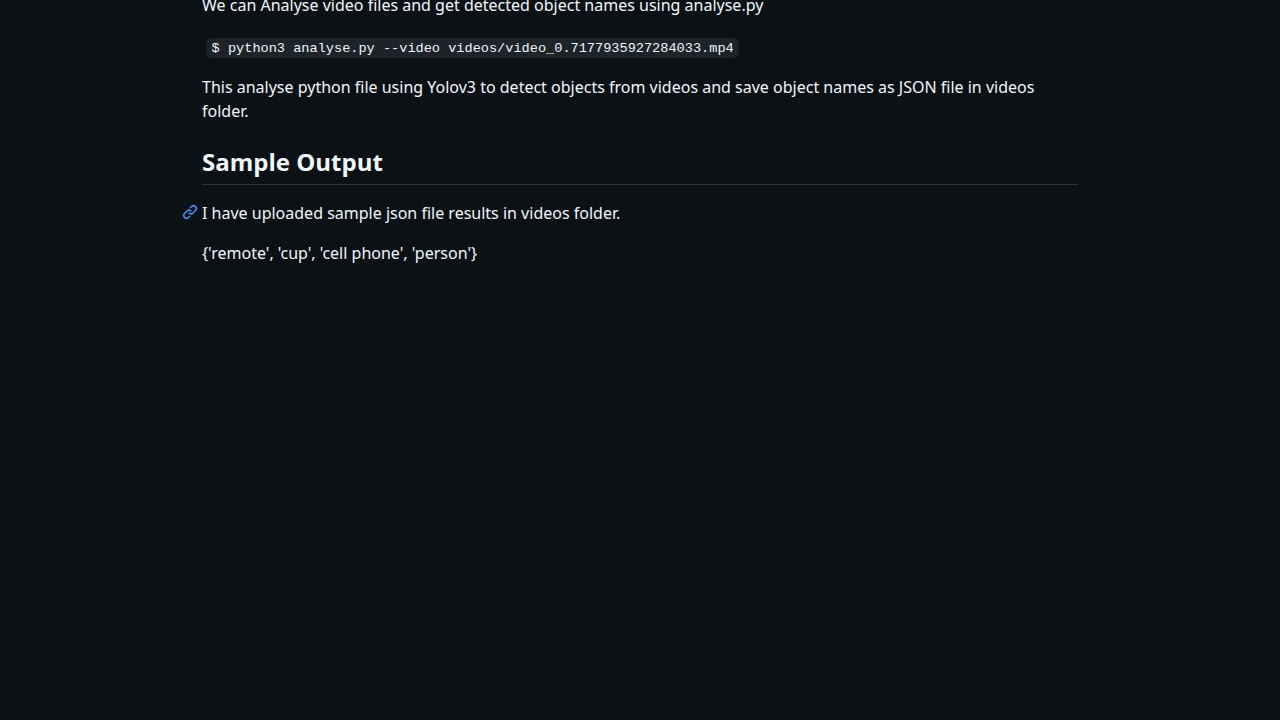 We can Analyse video files and get detected object names using analyse.py
$ python3 analyse.py --video videos/video_0.7177935927284033.mp4
This analyse python file using Yolov3 to detect objects from videos and save object names as JSON file in videos
folder.
Sample Output
I have uploaded sample json file results in videos folder.
{'remote', 'cup', 'cell phone', 'person'}